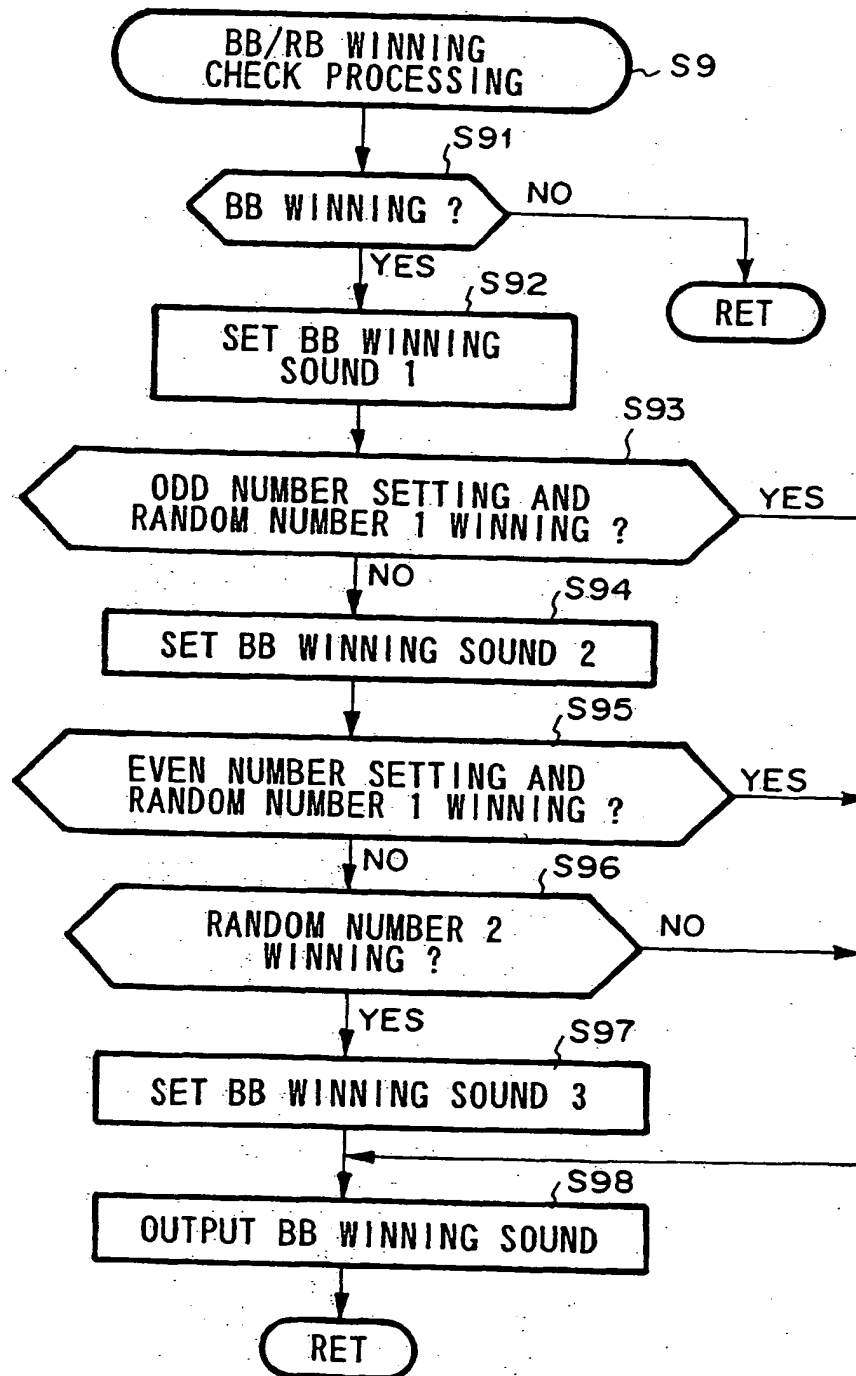 BB/RB WINNING
CHECK PROCESSING
S9
S91
BB WINNING ?
NO
YES
S92
RET
SET BB WINNING
SOUND 1
S93
ODD NUMBER SETTING AND
RANDOM NUMBER 1 WINNING ?
YES
NO
S94
SET BB WINNING SOUND 2
S95
EVEN NUMBER SETTING AND
RANDOM NUMBER 1 WINNING ?
YES
NO
S96
RANDOM NUMBER 2
WINNING ?
NO
YES
S97
SET BB WINNING SOUND 3
S98
OUTPUT BB WINNING SOUND
RET